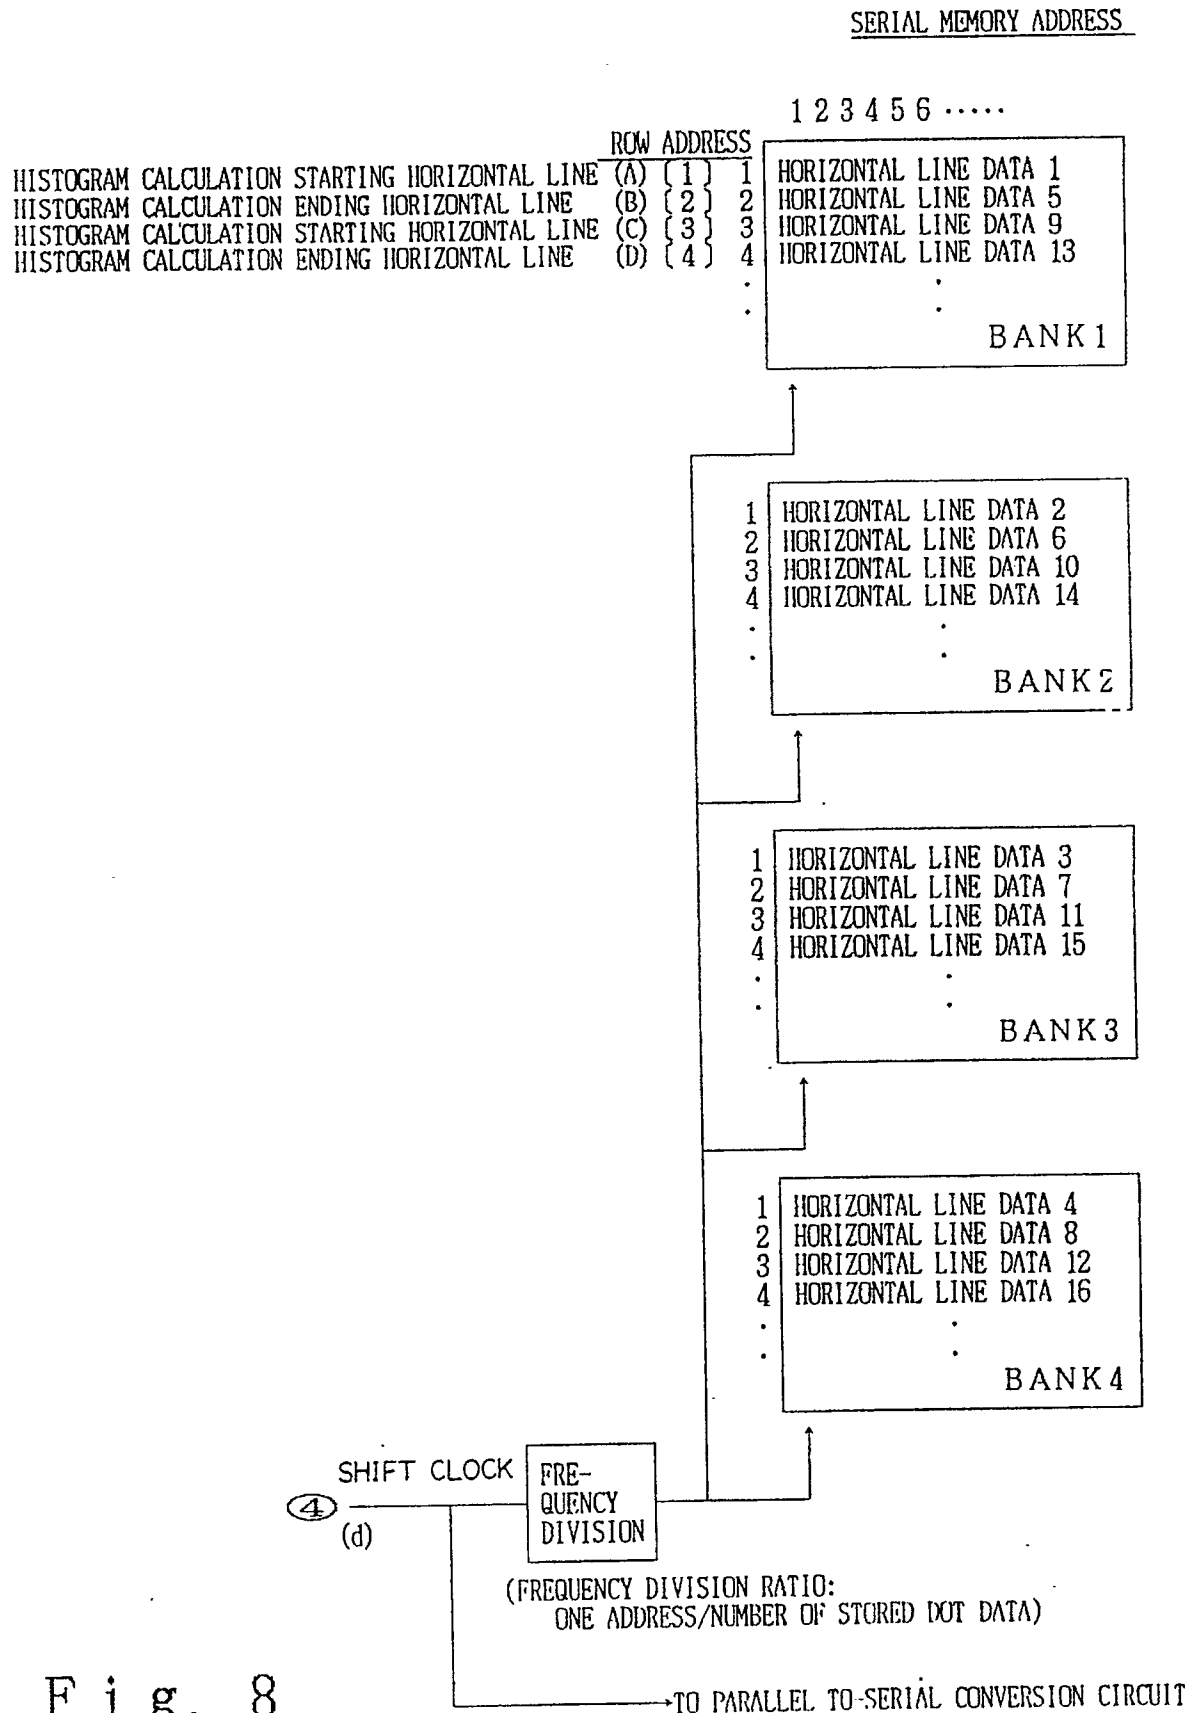 SERIAL MEMORY ADDRESS
1 2 3 4 5 6 ·····
ROW ADDRESS
HISTOGRAM CALCULATION STARTING HORIZONTAL LINE (A) [1] 1 HORIZONTAL LINE DATA 1
HISTOGRAM CALCULATION ENDING HORIZONTAL LINE (B) [2] 2 HORIZONTAL LINE DATA 5
HISTOGRAM CALCULATION STARTING HORIZONTAL LINE (C) [3] 3 HORIZONTAL LINE DATA 9
HISTOGRAM CALCULATION ENDING HORIZONTAL LINE (D) [4] 4 HORIZONTAL LINE DATA 13
BANK1
1 HORIZONTAL LINE DATA 2
2 HORIZONTAL LINE DATA 6
3 HORIZONTAL LINE DATA 10
4 HORIZONTAL LINE DATA 14
BANK2
1 HORIZONTAL LINE DATA 3
2 HORIZONTAL LINE DATA 7
3 HORIZONTAL LINE DATA 11
4 HORIZONTAL LINE DATA 15
BANK3
1 HORIZONTAL LINE DATA 4
2 HORIZONTAL LINE DATA 8
3 HORIZONTAL LINE DATA 12
4 HORIZONTAL LINE DATA 16
BANK4
SHIFT CLOCK
④
(d)
FRE-
QUENCY
DIVISION
(FREQUENCY DIVISION RATIO:
ONE ADDRESS/NUMBER OF STORED DOT DATA)
TO PARALLEL TO-SERIAL CONVERSION CIRCUIT
Fig. 8